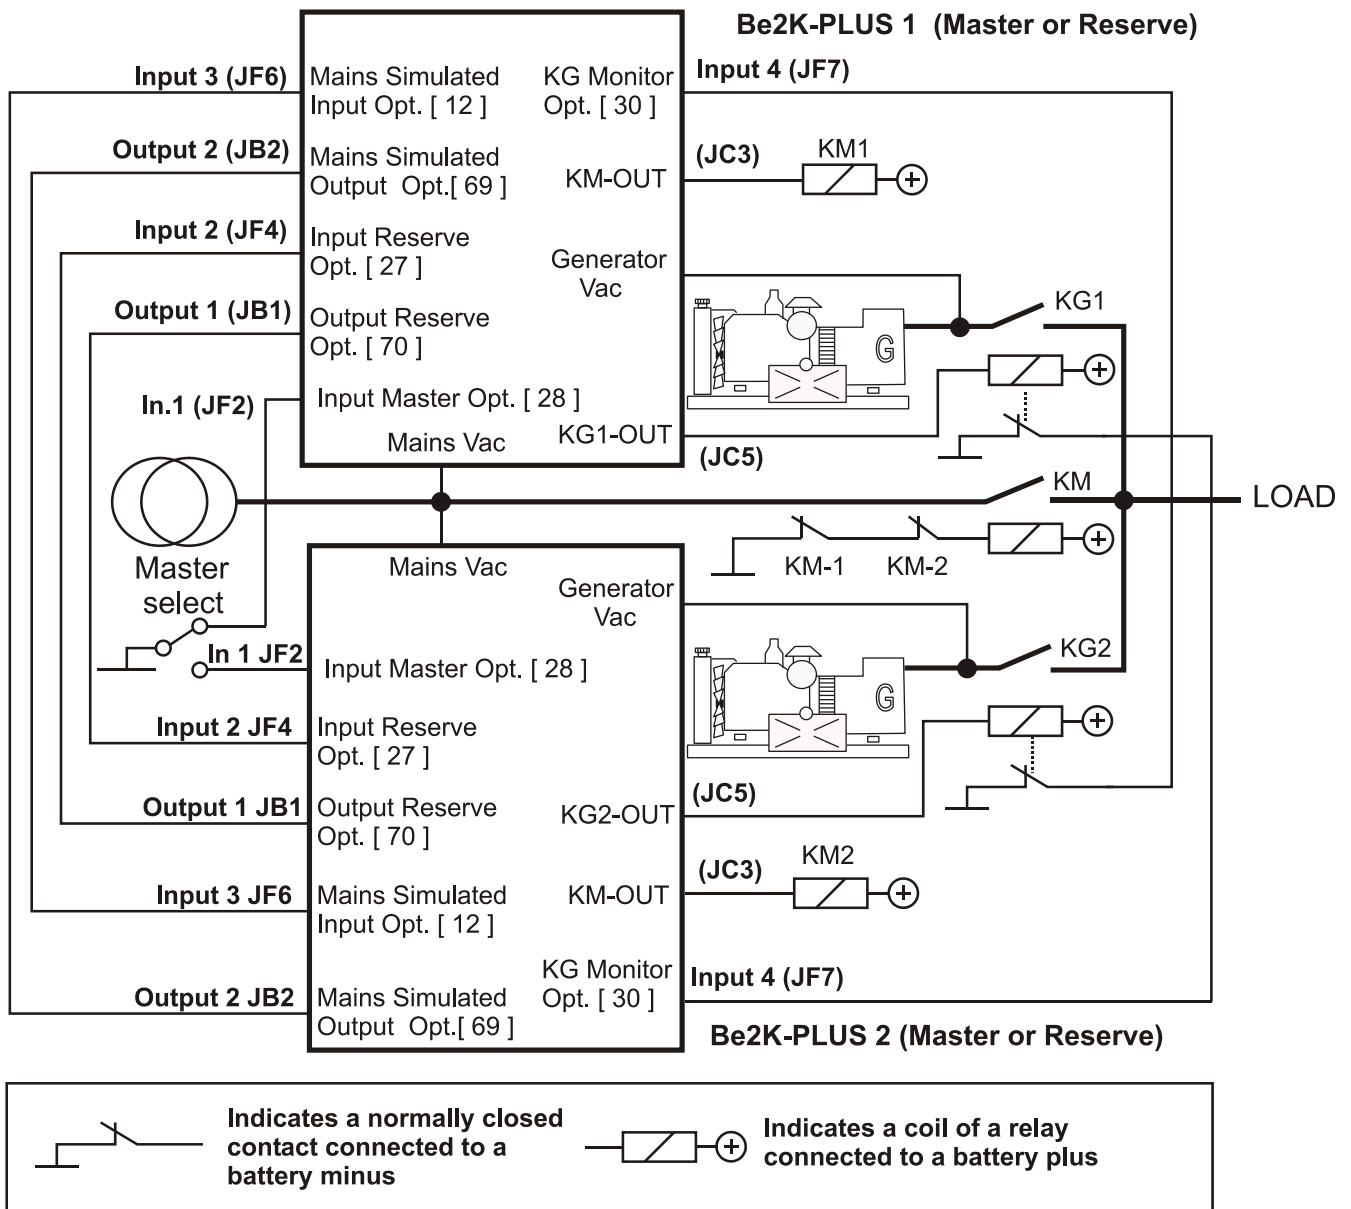 Be2K-PLUS 1  (Master or Reserve)
Input 3 (JF6)
Mains Simulated
Input Opt. [ 12 ]
KG Monitor
Opt. [ 30 ]
Input 4 (JF7)
Output 2 (JB2)
Mains Simulated
Output  Opt.[ 69 ]
KM-OUT
(JC3)
KM1
Input 2 (JF4)
Input Reserve
Opt. [ 27 ]
Generator
Vac
Output 1 (JB1)
Output Reserve
Opt. [ 70 ]
G
KG1
In.1 (JF2)
Input Master Opt. [ 28 ]
Mains Vac
KG1-OUT
(JC5)
KM
LOAD
KM-1
KM-2
Master
select
Mains Vac
Generator
Vac
In 1 JF2
Input Master Opt. [ 28 ]
G
KG2
Input 2 JF4
Input Reserve
Opt. [ 27 ]
Output 1 JB1
Output Reserve
Opt. [ 70 ]
KG2-OUT
(JC5)
Input 3 JF6
Mains Simulated
Input Opt. [ 12 ]
KM-OUT
(JC3)
KM2
Output 2 JB2
Mains Simulated
Output  Opt.[ 69 ]
KG Monitor
Opt. [ 30 ]
Input 4 (JF7)
Be2K-PLUS 2 (Master or Reserve)
Indicates a normally closed
contact connected to a
battery minus
Indicates a coil of a relay
connected to a battery plus